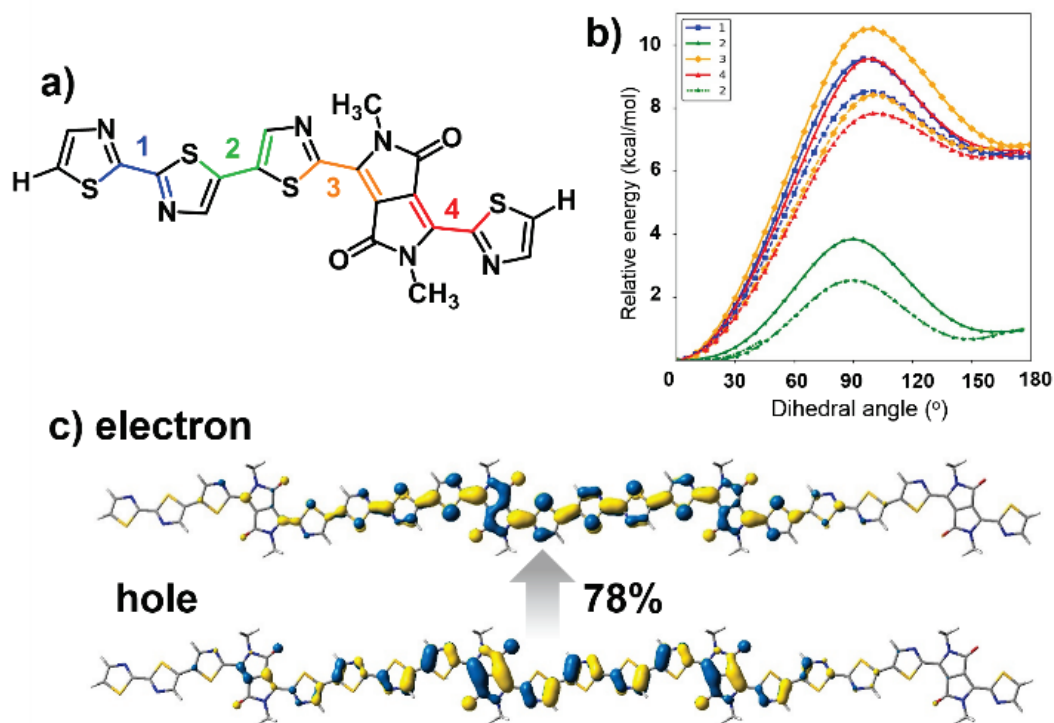 a)
N
S
1
S
N
2
N
S
3
H₃C
N
O
O
N
CH₃
4
S
N
H
H
b)
1
2
3
4
2
Relative energy (kcal/mol)
10
8
6
4
2
0 30 60 90 120 150 180
Dihedral angle (°)
c) electron
hole
78%